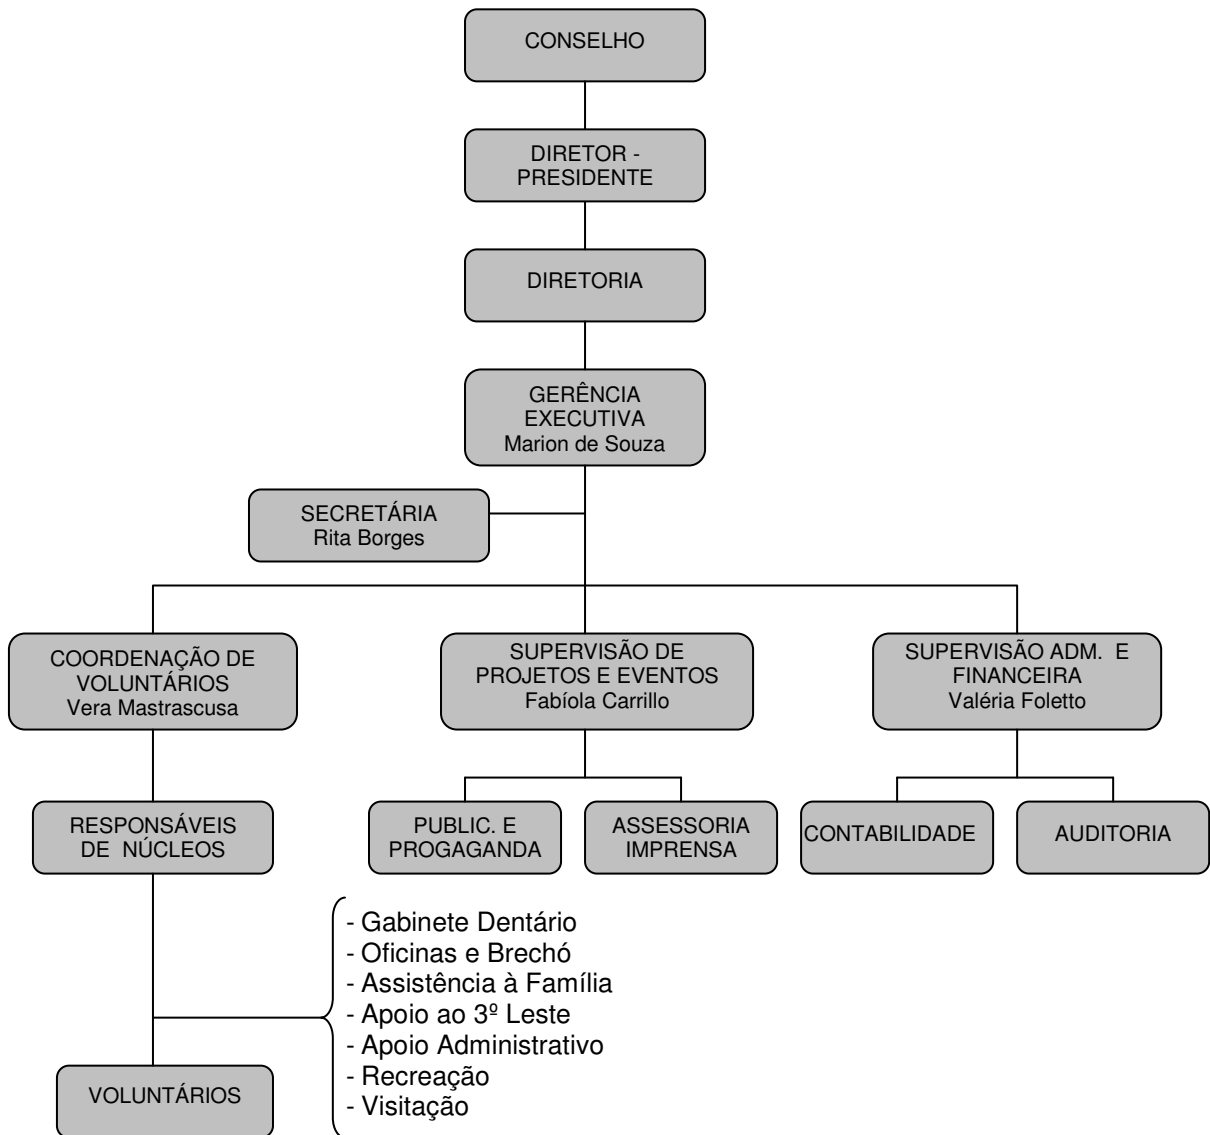 CONSELHO
DIRETOR -
PRESIDENTE
DIRETORIA
GERÊNCIA
EXECUTIVA
Marion de Souza
SECRETÁRIA
Rita Borges
COORDENAÇÃO DE
VOLUNTÁRIOS
Vera Mastrascusa
SUPERVISÃO DE
PROJETOS E EVENTOS
Fabíola Carrillo
SUPERVISÃO ADM. E
FINANCEIRA
Valéria Foletto
RESPONSÁVEIS
DE NÚCLEOS
PUBLIC. E
PROGAGANDA
ASSESSORIA
IMPRENSA
CONTABILIDADE
AUDITORIA
- Gabinete Dentário
- Oficinas e Brechó
- Assistência à Família
- Apoio ao 3º Leste
- Apoio Administrativo
- Recreação
- Visitação
VOLUNTÁRIOS